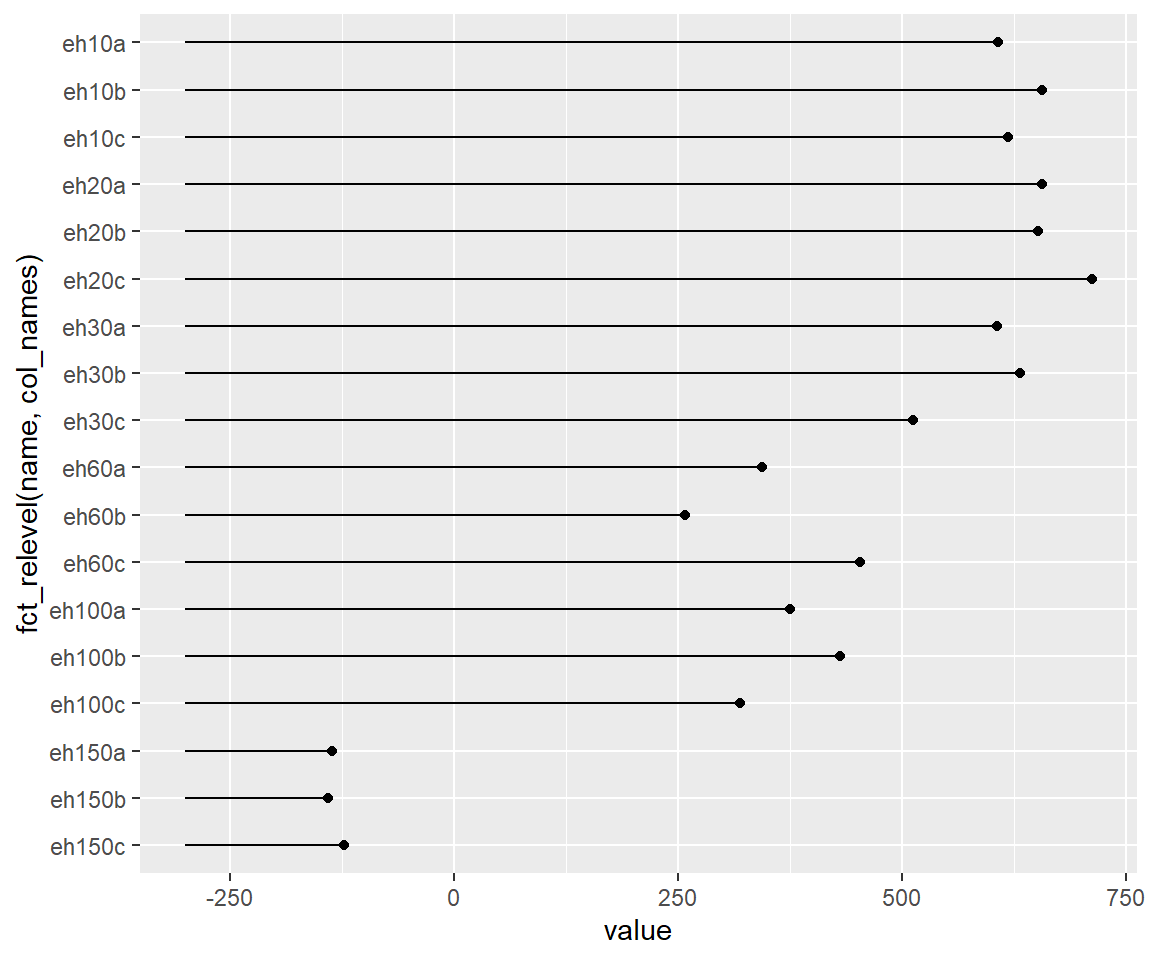 eh10a
eh10b
eh10c
eh20a
eh20b
eh20c
eh30a
eh30b
eh30c
eh60a
eh60b
eh60c
eh100a
eh100b
eh100c
eh150a
eh150b
eh150c
fct_relevel(name, col_names)
-250 0 250 500 750
value